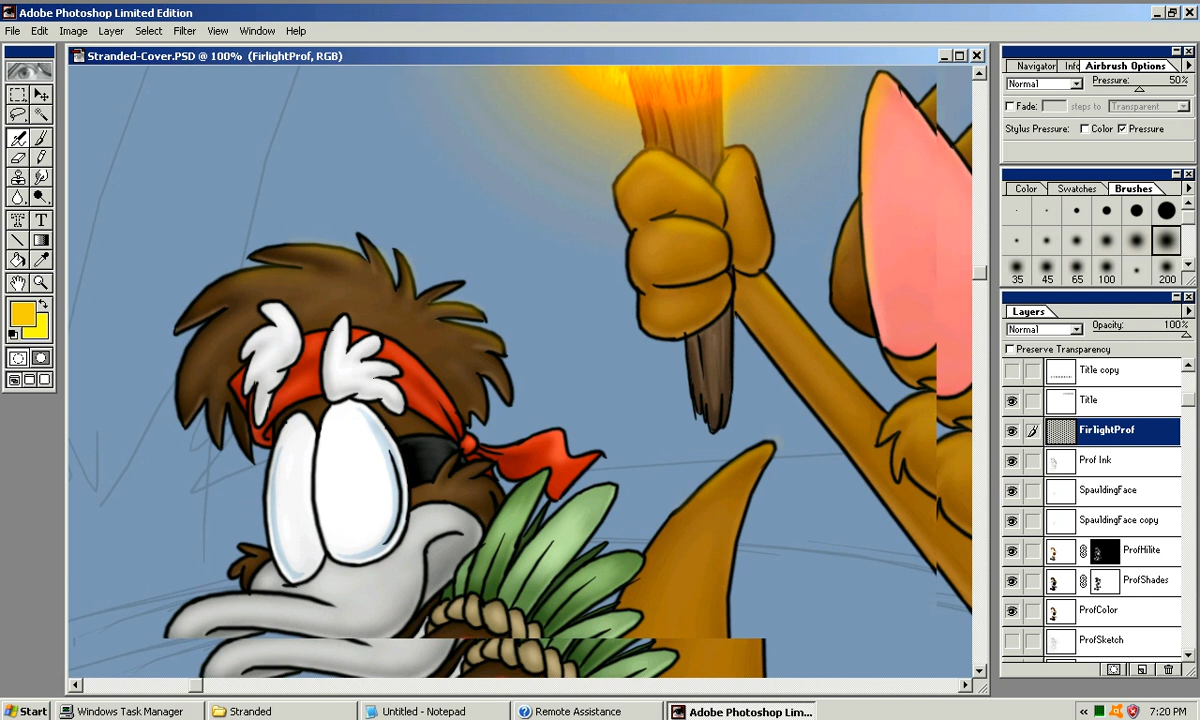 Adobe Photoshop Limited Edition
File Edit Image Layer Select Filter View Window Help
Stranded-Cover.PSD @ 100% (FirlightProf, RGB)
Navigator Info Airbrush Options
Normal Pressure: 50%
Fade: steps to Transparent
Stylus Pressure: Color Pressure
Color Swatches Brushes
35 45 65 100 200
Layers
Normal Opacity: 100%
Preserve Transparency
Title copy
Title
FirlightProf
Prof Ink
SpauldingFace
SpauldingFace copy
ProfHilite
ProfShades
ProfColor
ProfSketch
Start Windows Task Manager Stranded Untitled - Notepad Remote Assistance Adobe Photoshop Lim... 7:20 PM